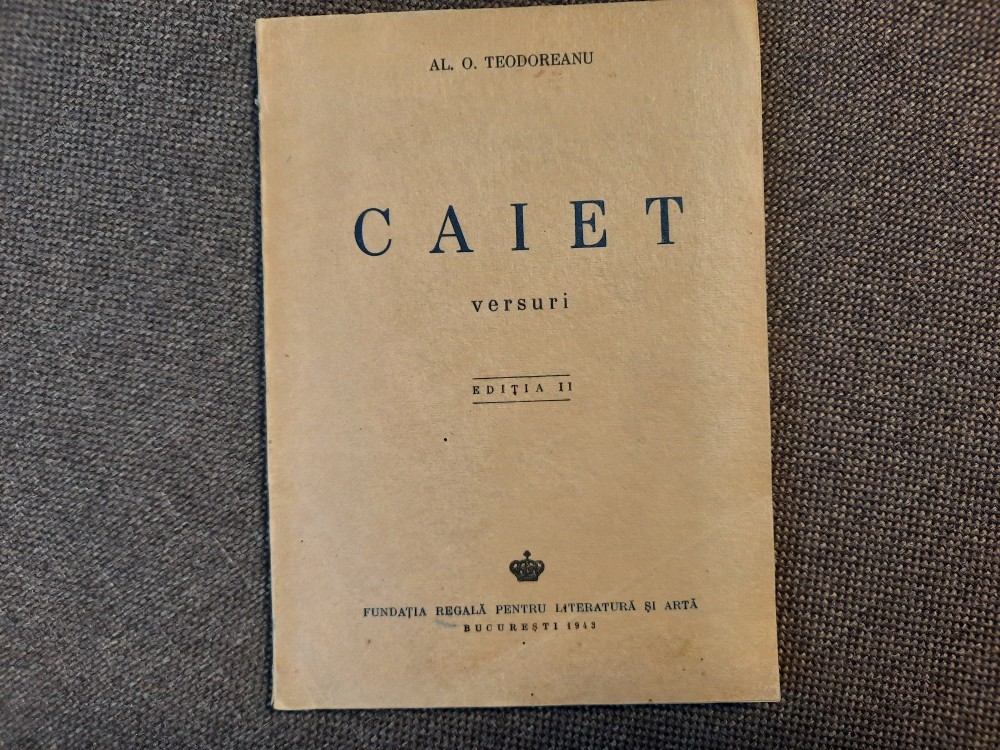 AL. O. TEODOREANU
CAIET
versuri
EDIȚIA II
FUNDAȚIA REGALĂ PENTRU LITERATURĂ ȘI ARTĂ
BUCUREȘTI 1943